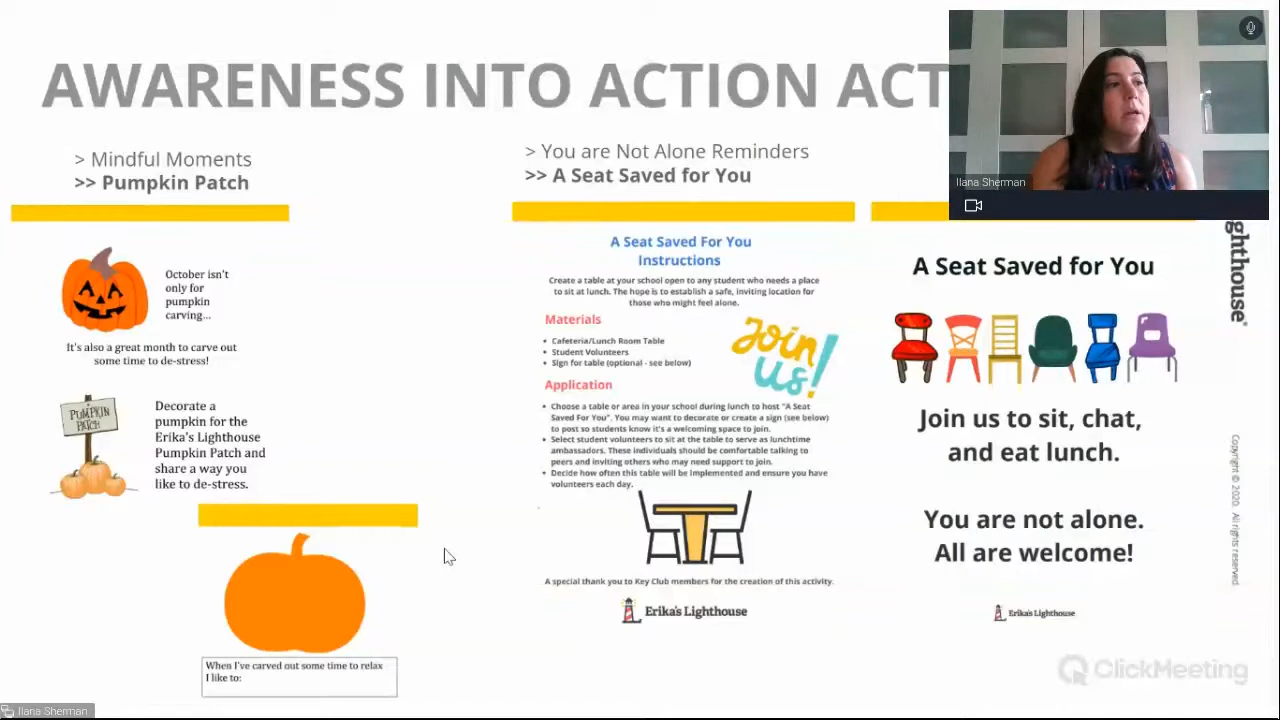 AWARENESS INTO ACTION ACT
> Mindful Moments
>> Pumpkin Patch
> You are Not Alone Reminders
>> A Seat Saved for You
Ilana Sherman
October isn't
only for
pumpkin
carving...
It's also a great month to carve out
some time to de-stress!
PUMPKIN
PATCH
Decorate a
pumpkin for the
Erika's Lighthouse
Pumpkin Patch and
share a way you
like to de-stress.
When I've carved out some time to relax
I like to:
A Seat Saved For You
Instructions
Create a table at your school open to any student who needs a place
to sit at lunch. The hope is to establish a safe, inviting location for
those who might feel alone.
Materials
• Cafeteria/Lunch Room Table
• Student Volunteers
• Sign for table (optional - see below)
Join
us!
Application
• Choose a table or area in your school during lunch to host "A Seat
Saved For You". You may want to decorate or create a sign (see below)
to post so students know it's a welcoming space to join.
• Select student volunteers to sit at the table to serve as lunchtime
ambassadors. These individuals should be comfortable talking to
peers and inviting others who may need support to join.
• Decide how often this table will be implemented and ensure you have
volunteers each day.
A special thank you to Key Club members for the creation of this activity.
Erika's Lighthouse
A Seat Saved for You
Join us to sit, chat,
and eat lunch.
You are not alone.
All are welcome!
Erika's Lighthouse
ghthouse
Copyright © 2020. All rights reserved
ClickMeeting
Ilana Sherman